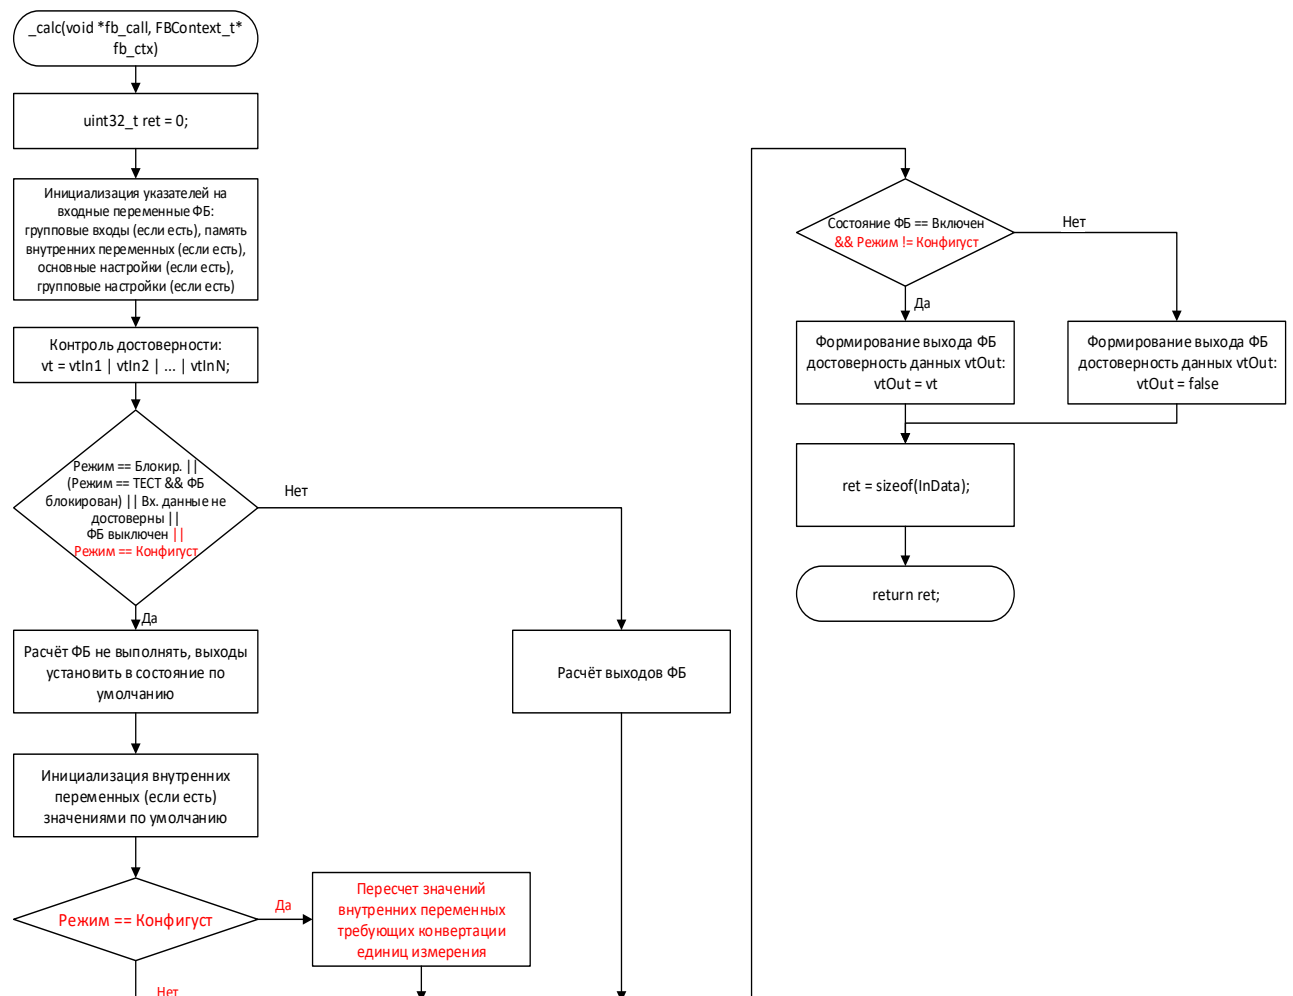 _calc(void *fb_call, FBContext_t*
fb_ctx)
uint32_t ret = 0;
Инициализация указателей на
входные переменные ФБ:
групповые входы (если есть), память
внутренних переменных (если есть),
основные настройки (если есть),
групповые настройки (если есть)
Контроль достоверности:
vt = vtIn1 | vtIn2 | ... | vtInN;
Режим == Блокир. ||
(Режим == ТЕСТ && ФБ
блокирован) || Вх. данные не
достоверны ||
ФБ выключен ||
Режим == Конфигуст
Нет
Да
Расчёт ФБ не выполнять, выходы
установить в состояние по
умолчанию
Расчёт выходов ФБ
Инициализация внутренних
переменных (если есть)
значениями по умолчанию
Режим == Конфигуст
Да
Пересчет значений
внутренних переменных
требующих конвертации
единиц измерения
Нет
Состояние ФБ == Включен
&& Режим != Конфигуст
Нет
Да
Формирование выхода ФБ
достоверность данных vtOut:
vtOut = vt
Формирование выхода ФБ
достоверность данных vtOut:
vtOut = false
ret = sizeof(InData);
return ret;